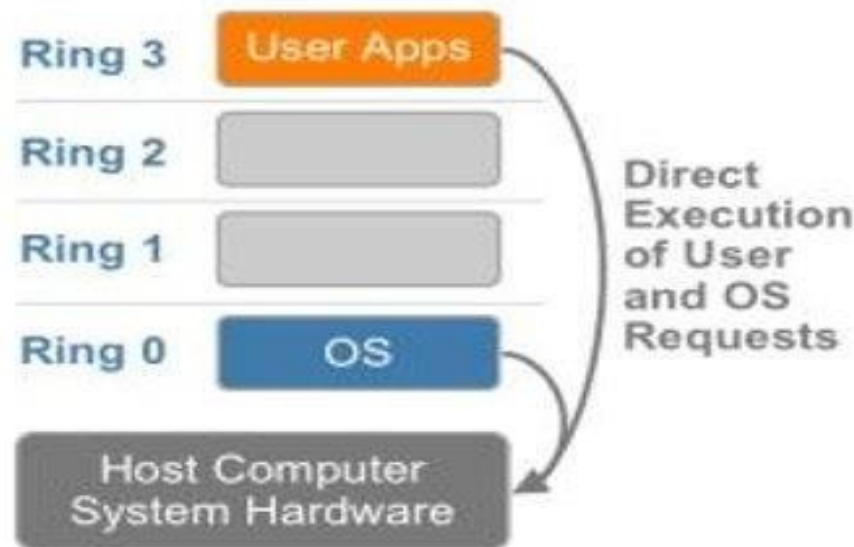 Ring 3
User Apps
Ring 2
Ring 1
Ring 0
OS
Direct
Execution
of User
and OS
Requests
Host Computer
System Hardware